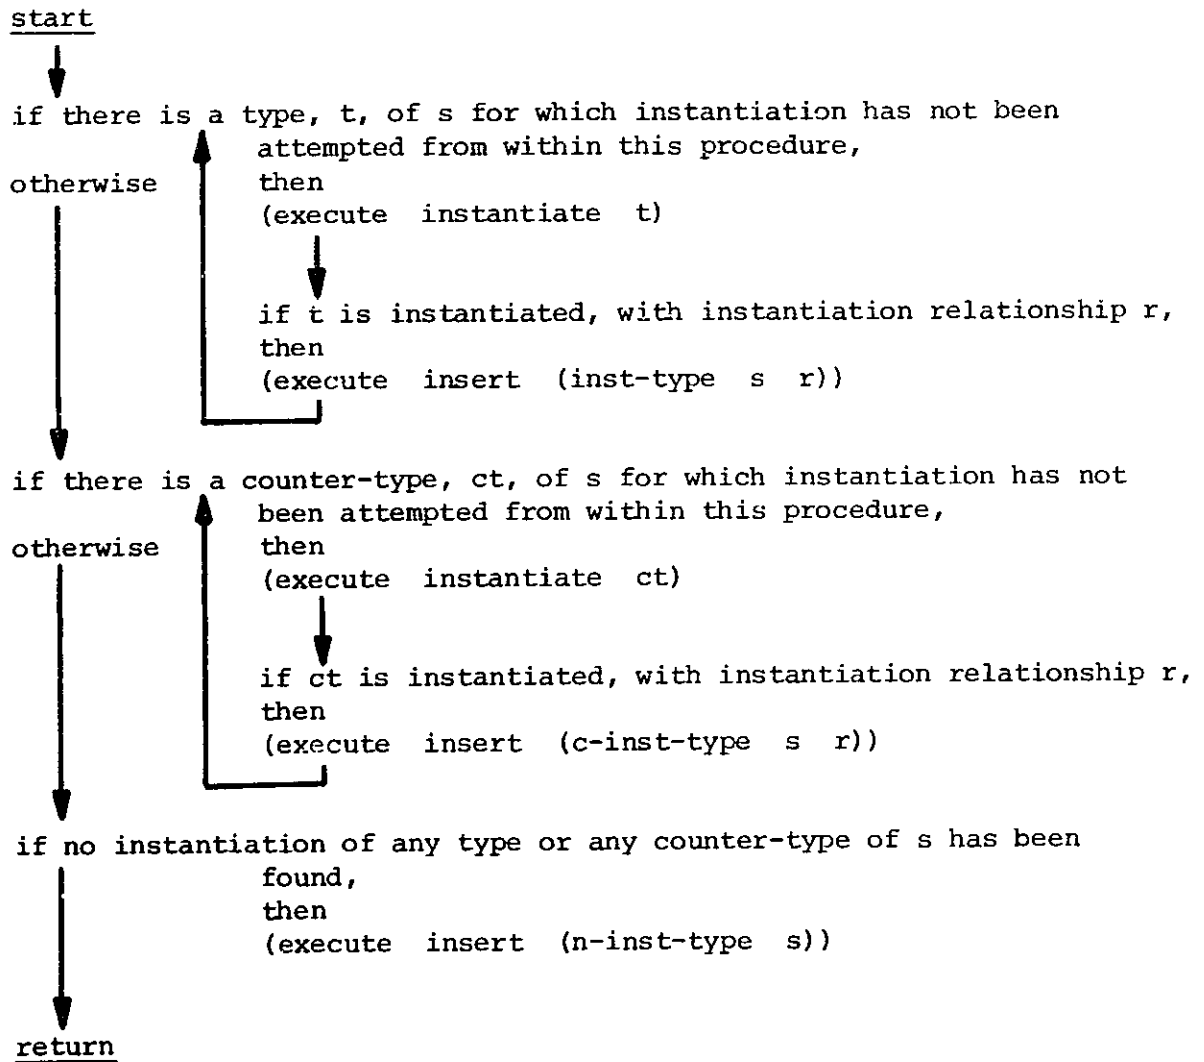 start
if there is a type, t, of s for which instantiation has not been
attempted from within this procedure,
otherwise then
(execute instantiate t)
if t is instantiated, with instantiation relationship r,
then
(execute insert (inst-type s r))
if there is a counter-type, ct, of s for which instantiation has not
been attempted from within this procedure,
otherwise then
(execute instantiate ct)
if ct is instantiated, with instantiation relationship r,
then
(execute insert (c-inst-type s r))
if no instantiation of any type or any counter-type of s has been
found,
then
(execute insert (n-inst-type s))
return